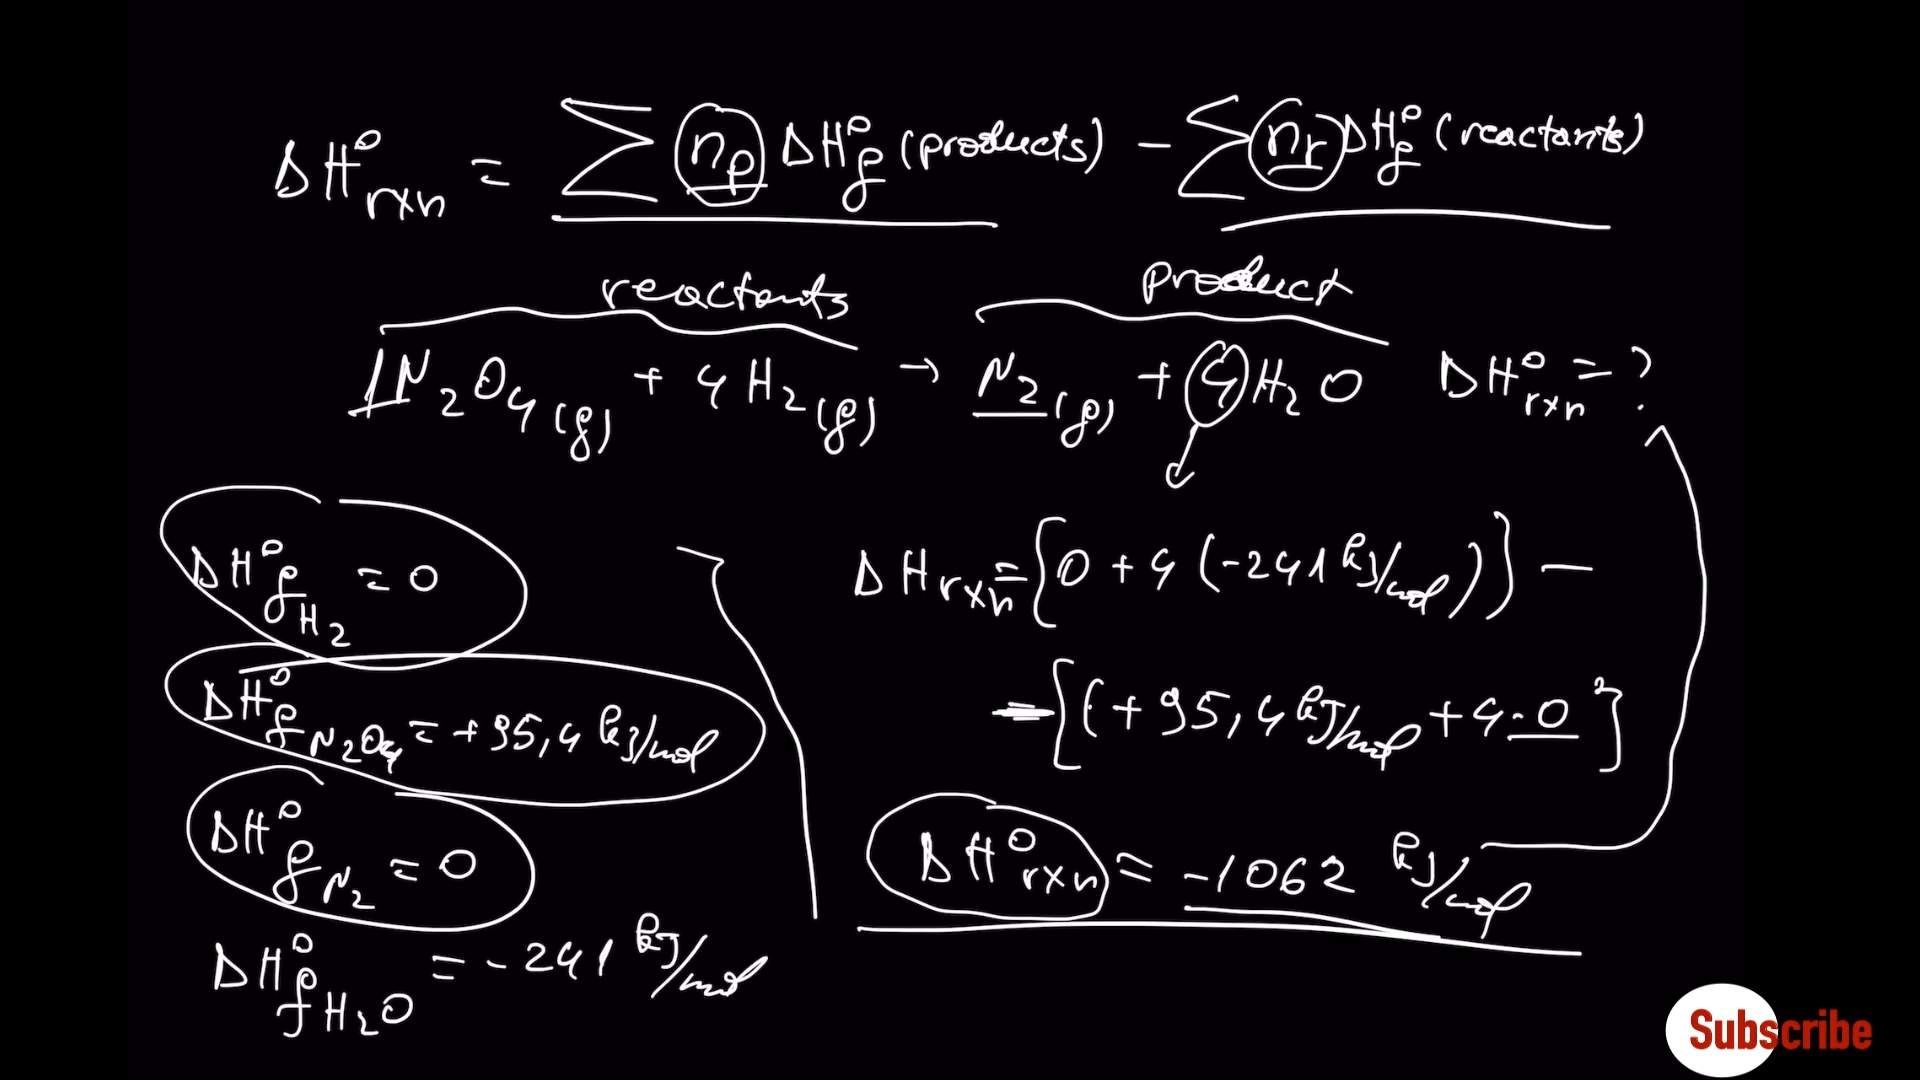 ΔH°rxn = Σ np ΔH°f (products) − Σ nr ΔH°f (reactants)
reactants product
1N2O4(g) + 4H2(g) → N2(g) + 4H2O ΔH°rxn = ?
ΔH°f H2 = 0
ΔH°f N2O4 = +95,4 kJ/mol
ΔH°f N2 = 0
ΔH°f H2O = -241 kJ/mol
ΔHrxn = {0 + 4 (-241 kJ/mol)} −
− {(+95,4 kJ/mol + 4·0}
ΔH°rxn = -1062 kJ/mol
Subscribe